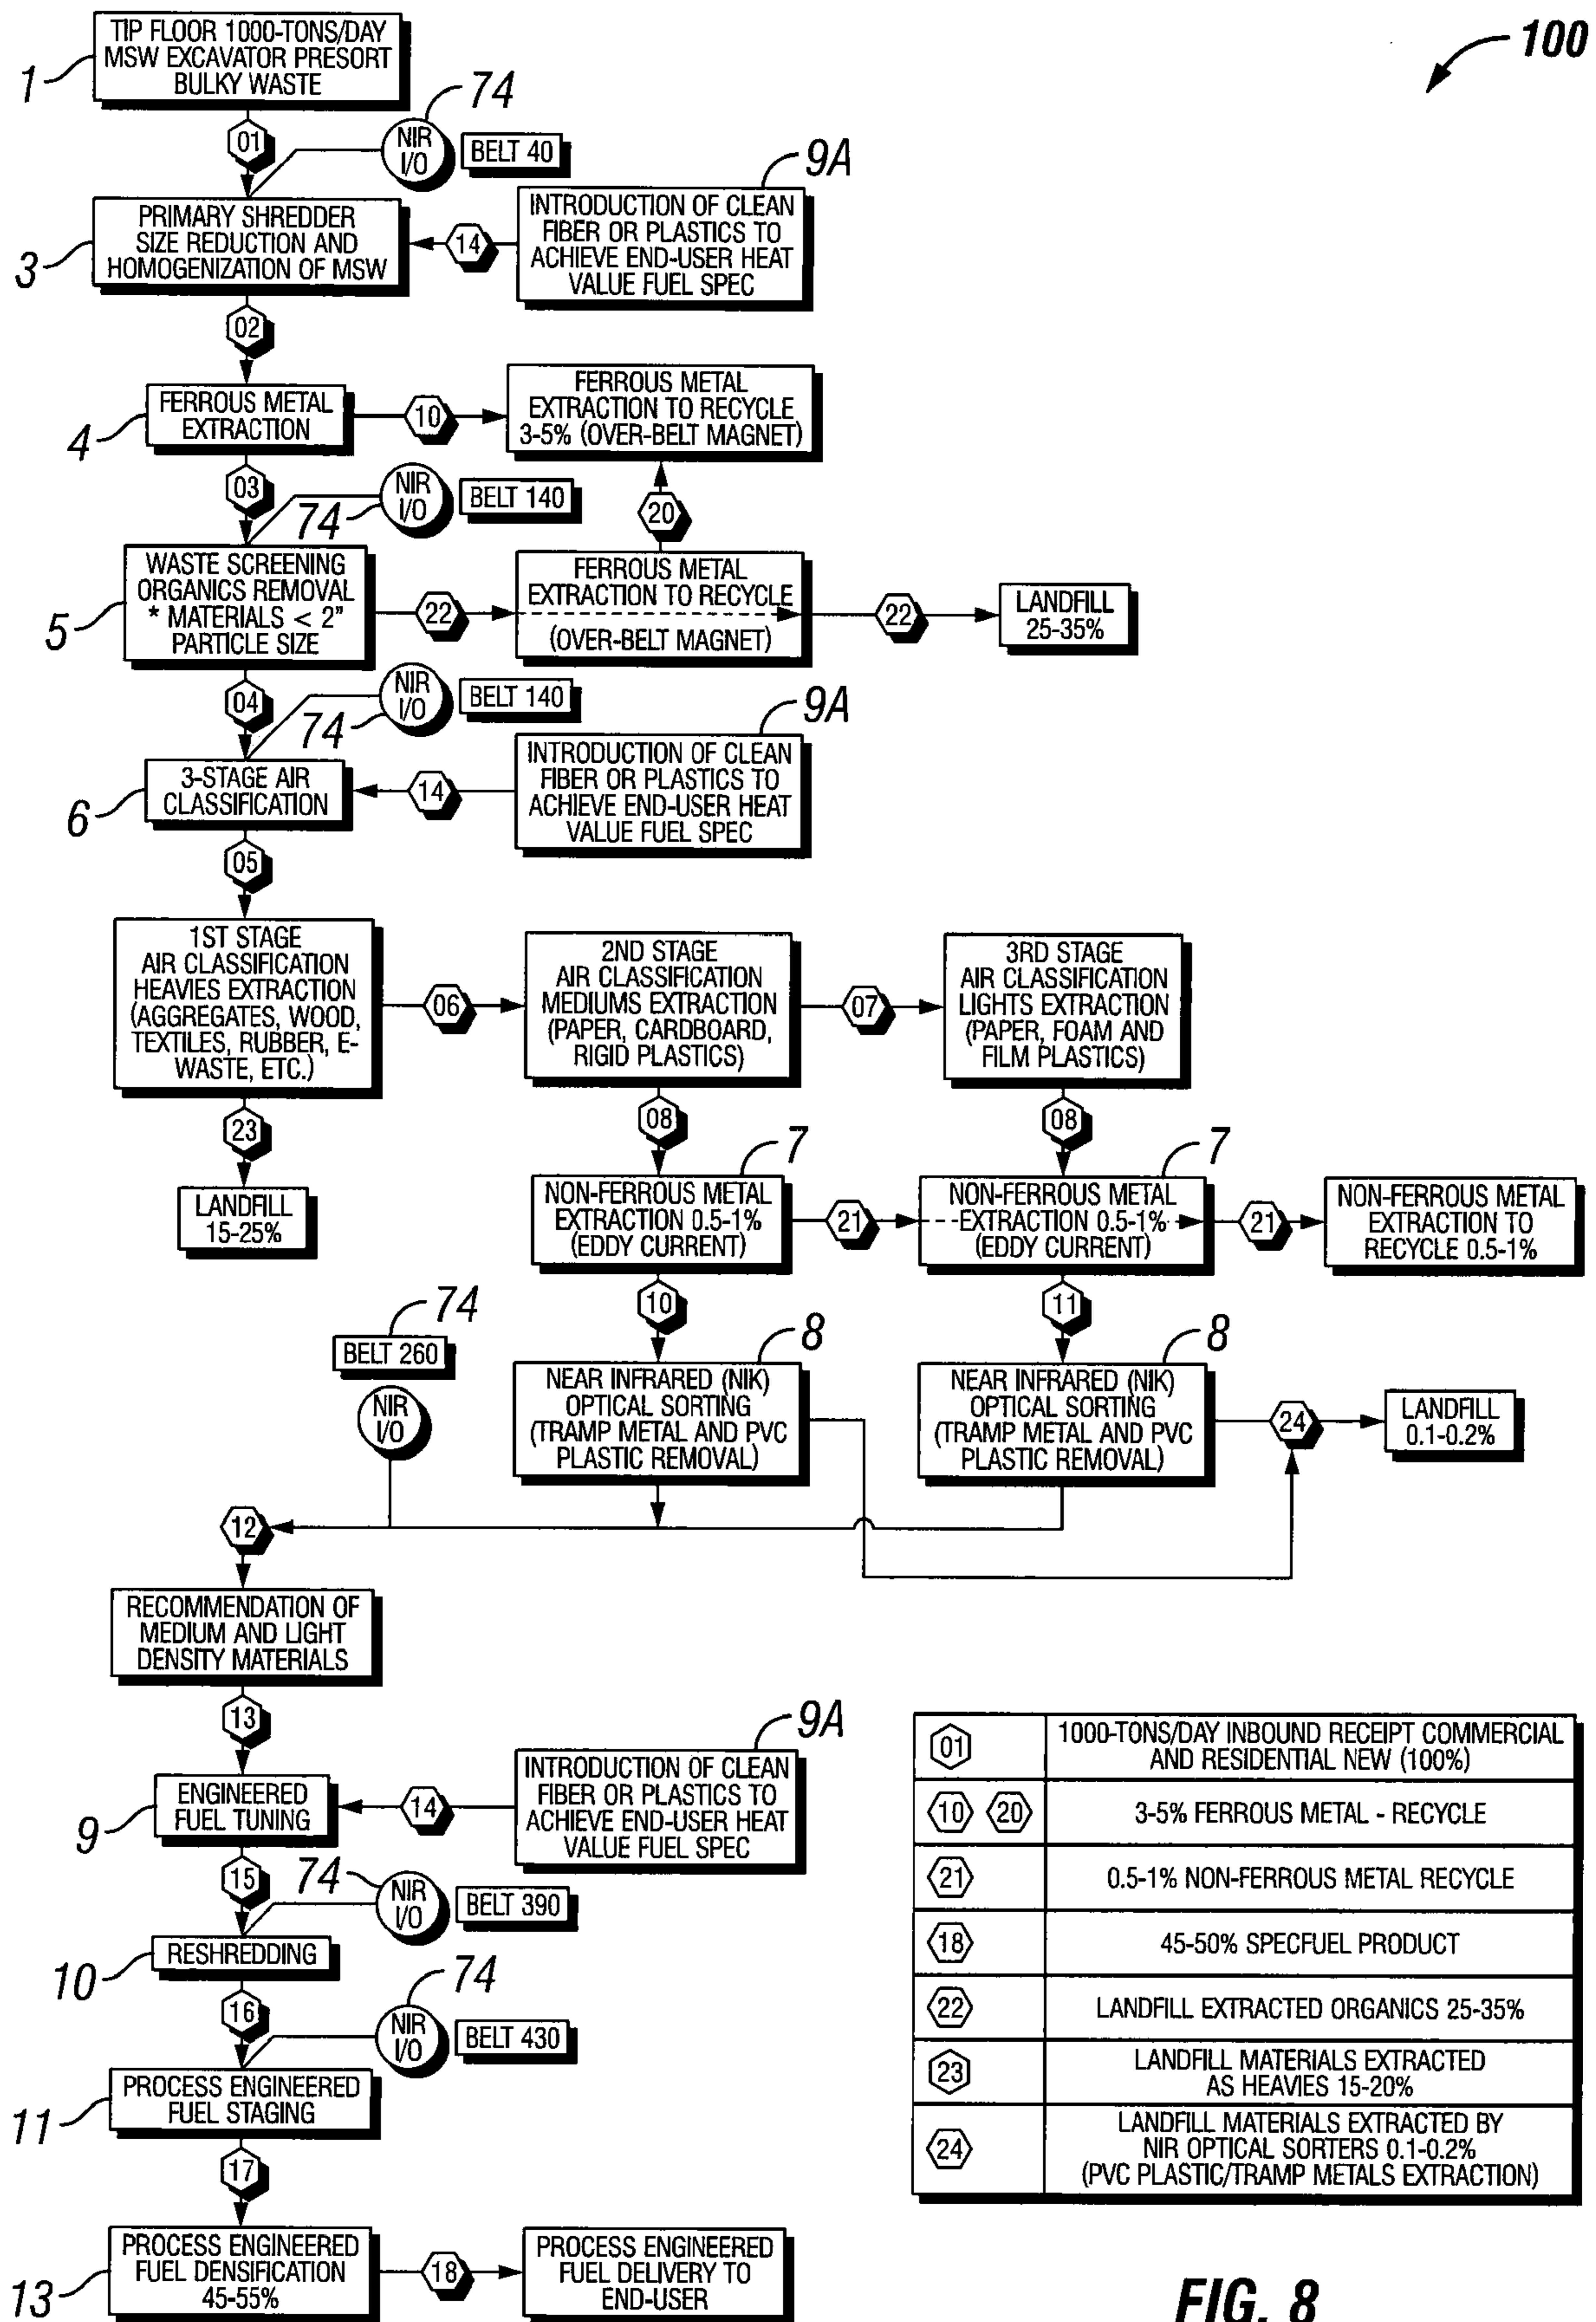 100
TIP FLOOR 1000-TONS/DAY
MSW EXCAVATOR PRESORT
BULKY WASTE
1
01
74
NIR
I/O
BELT 40
9A
PRIMARY SHREDDER
SIZE REDUCTION AND
HOMOGENIZATION OF MSW
3
14
INTRODUCTION OF CLEAN
FIBER OR PLASTICS TO
ACHIEVE END-USER HEAT
VALUE FUEL SPEC
02
FERROUS METAL
EXTRACTION
4
10
FERROUS METAL
EXTRACTION TO RECYCLE
3-5% (OVER-BELT MAGNET)
03
NIR
I/O
74
BELT 140
20
WASTE SCREENING
ORGANICS REMOVAL
* MATERIALS < 2"
PARTICLE SIZE
5
22
FERROUS METAL
EXTRACTION TO RECYCLE
(OVER-BELT MAGNET)
22
LANDFILL
25-35%
04
NIR
I/O
74
BELT 140
9A
3-STAGE AIR
CLASSIFICATION
6
14
INTRODUCTION OF CLEAN
FIBER OR PLASTICS TO
ACHIEVE END-USER HEAT
VALUE FUEL SPEC
05
1ST STAGE
AIR CLASSIFICATION
HEAVIES EXTRACTION
(AGGREGATES, WOOD,
TEXTILES, RUBBER, E-
WASTE, ETC.)
06
2ND STAGE
AIR CLASSIFICATION
MEDIUMS EXTRACTION
(PAPER, CARDBOARD,
RIGID PLASTICS)
07
3RD STAGE
AIR CLASSIFICATION
LIGHTS EXTRACTION
(PAPER, FOAM AND
FILM PLASTICS)
23
08
08
LANDFILL
15-25%
7
NON-FERROUS METAL
EXTRACTION 0.5-1%
(EDDY CURRENT)
21
7
NON-FERROUS METAL
EXTRACTION 0.5-1%
(EDDY CURRENT)
21
NON-FERROUS METAL
EXTRACTION TO
RECYCLE 0.5-1%
10
11
74
BELT 260
NIR
I/O
8
NEAR INFRARED (NIK)
OPTICAL SORTING
(TRAMP METAL AND PVC
PLASTIC REMOVAL)
8
NEAR INFRARED (NIK)
OPTICAL SORTING
(TRAMP METAL AND PVC
PLASTIC REMOVAL)
24
LANDFILL
0.1-0.2%
12
RECOMMENDATION OF
MEDIUM AND LIGHT
DENSITY MATERIALS
13
9A
ENGINEERED
FUEL TUNING
9
14
INTRODUCTION OF CLEAN
FIBER OR PLASTICS TO
ACHIEVE END-USER HEAT
VALUE FUEL SPEC
15
74
NIR
I/O
BELT 390
RESHREDDING
10
16
74
NIR
I/O
BELT 430
PROCESS ENGINEERED
FUEL STAGING
11
17
PROCESS ENGINEERED
FUEL DENSIFICATION
45-55%
13
18
PROCESS ENGINEERED
FUEL DELIVERY TO
END-USER
01
1000-TONS/DAY INBOUND RECEIPT COMMERCIAL
AND RESIDENTIAL NEW (100%)
10 20 3-5% FERROUS METAL - RECYCLE
21 0.5-1% NON-FERROUS METAL RECYCLE
18 45-50% SPECFUEL PRODUCT
22 LANDFILL EXTRACTED ORGANICS 25-35%
23
LANDFILL MATERIALS EXTRACTED
AS HEAVIES 15-20%
24
LANDFILL MATERIALS EXTRACTED BY
NIR OPTICAL SORTERS 0.1-0.2%
(PVC PLASTIC/TRAMP METALS EXTRACTION)
FIG. 8